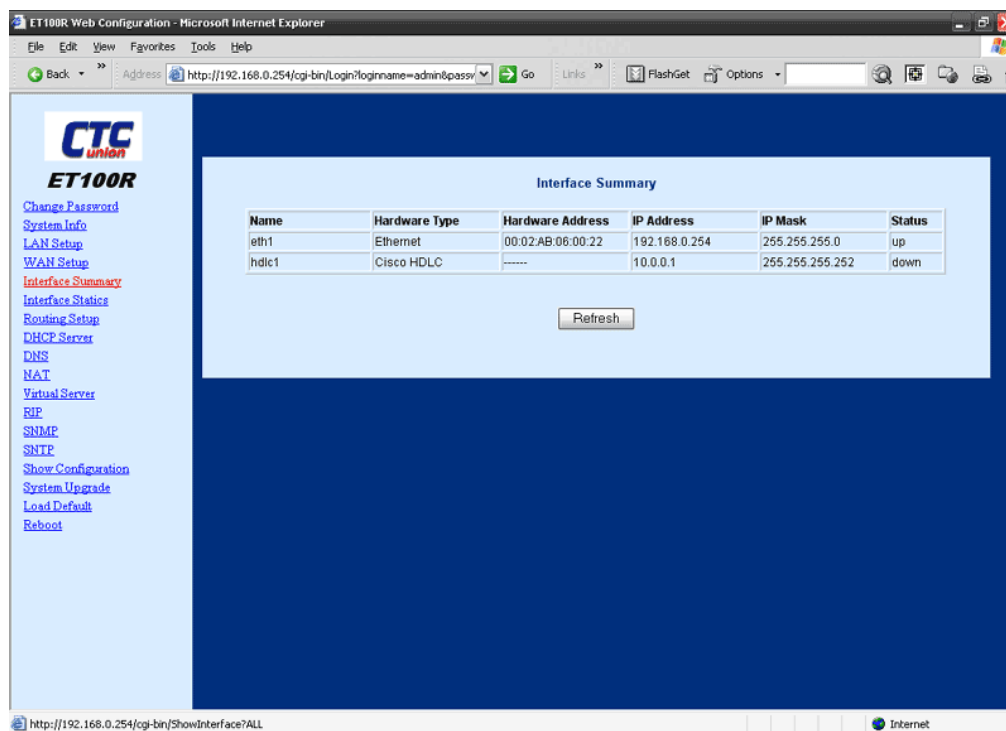 ET100R Web Configuration - Microsoft Internet Explorer
File Edit View Favorites Tools Help
Back » Address http://192.168.0.254/cgi-bin/Login?loginname=admin&passw Go Links » FlashGet Options
CTC
union
ET100R
Change Password
System Info
LAN Setup
WAN Setup
Interface Summary
Interface Statics
Routing Setup
DHCP Server
DNS
NAT
Virtual Server
RIP
SNMP
SNTP
Show Configuration
System Upgrade
Load Default
Reboot
Interface Summary
Name Hardware Type Hardware Address IP Address IP Mask Status
eth1 Ethernet 00:02:AB:06:00:22 192.168.0.254 255.255.255.0 up
hdlc1 Cisco HDLC ------ 10.0.0.1 255.255.255.252 down
Refresh
http://192.168.0.254/cgi-bin/ShowInterface?ALL Internet